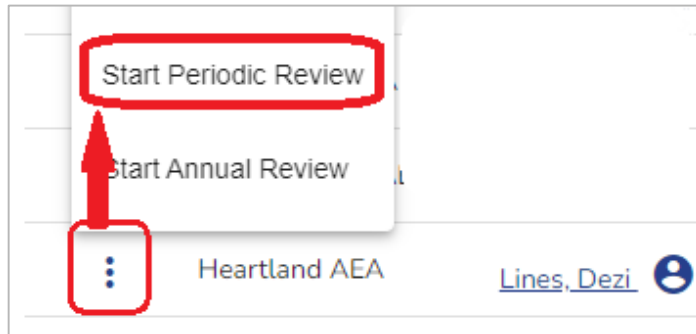 Start Periodic Review
Start Annual Review
Heartland AEA Lines, Dezi